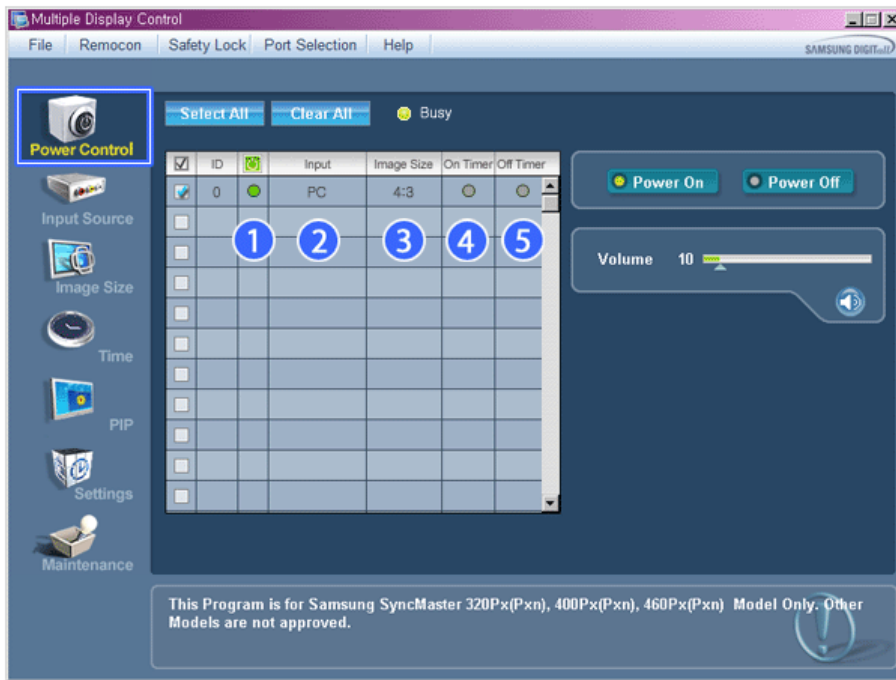 Multiple Display Control
File Remocon Safety Lock Port Selection Help
SAMSUNG DIGITall
Select All Clear All Busy
Power Control
ID Input Image Size On Timer Off Timer
0 PC 4:3
Power On Power Off
Input Source
1 2 3 4 5
Volume 10
Image Size
Time
PIP
Settings
Maintenance
This Program is for Samsung SyncMaster 320Px(Pxn), 400Px(Pxn), 460Px(Pxn) Model Only. Other
Models are not approved.